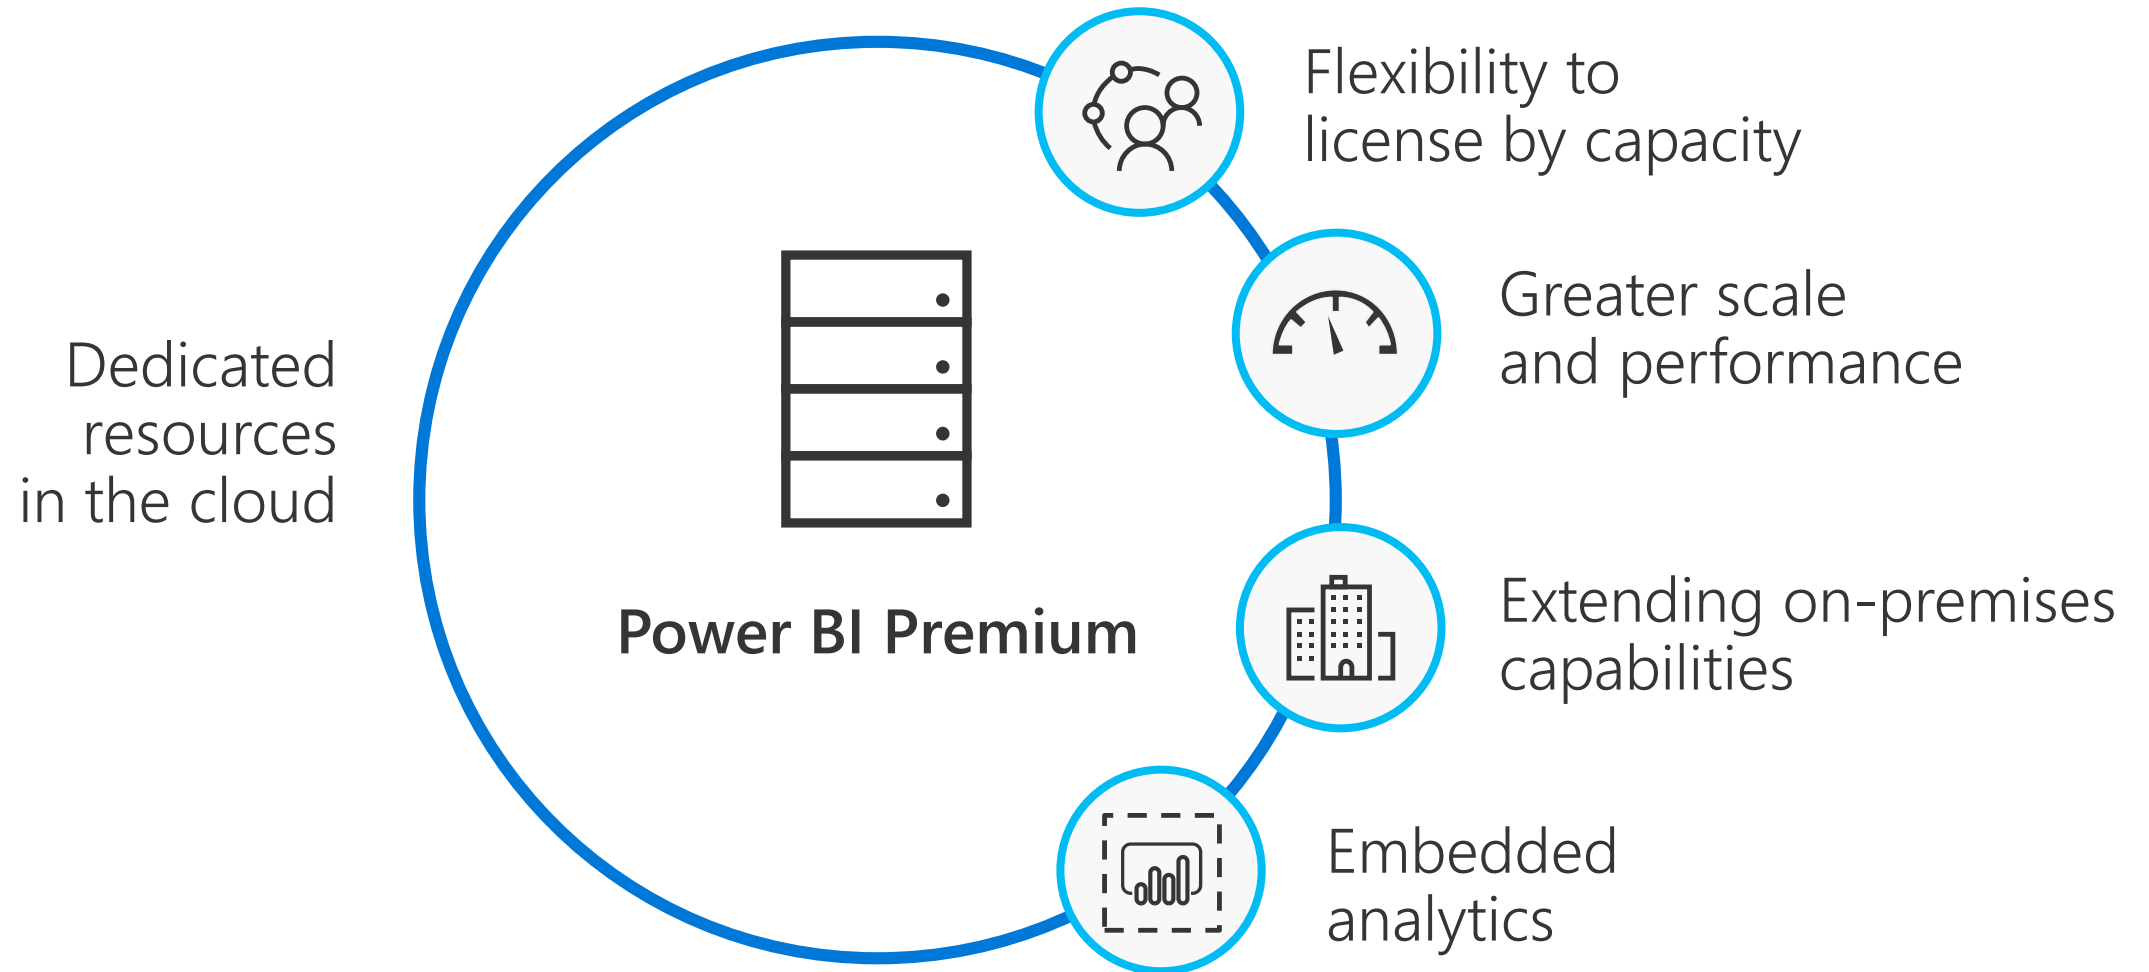 Dedicated
resources
in the cloud
Power BI Premium
Flexibility to
license by capacity
Greater scale
and performance
Extending on-premises
capabilities
Embedded
analytics